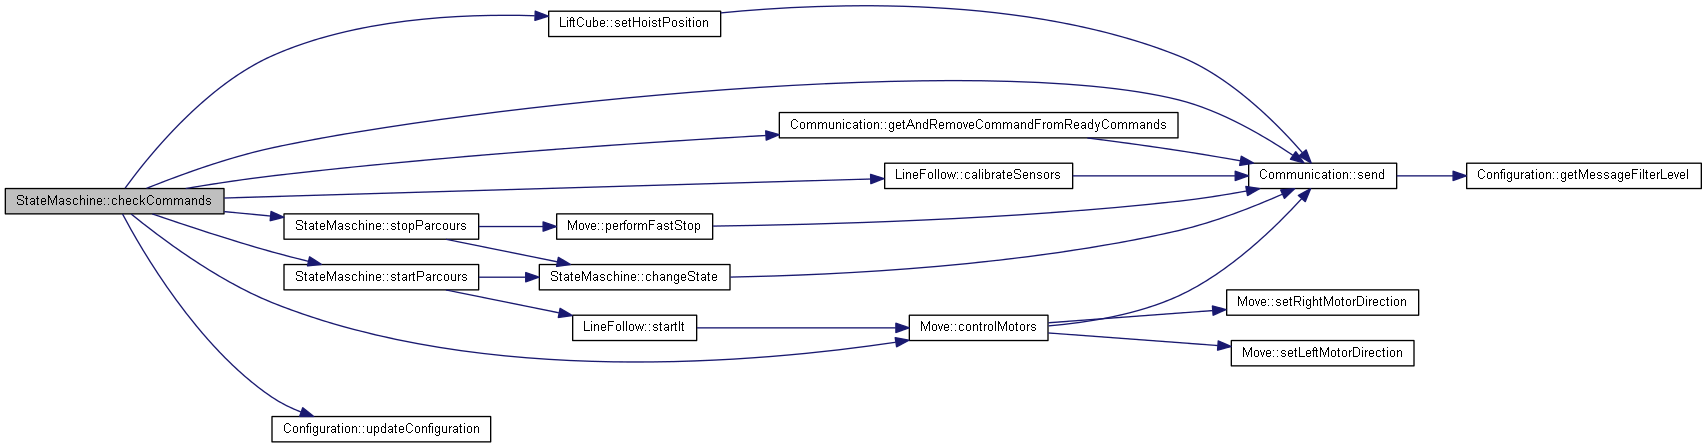 LiftCube::setHoistPosition
Communication::getAndRemoveCommandFromReadyCommands
LineFollow::calibrateSensors
Communication::send
Configuration::getMessageFilterLevel
StateMaschine::checkCommands
StateMaschine::stopParcours
Move::performFastStop
StateMaschine::startParcours
StateMaschine::changeState
Move::setRightMotorDirection
LineFollow::startIt
Move::controlMotors
Move::setLeftMotorDirection
Configuration::updateConfiguration